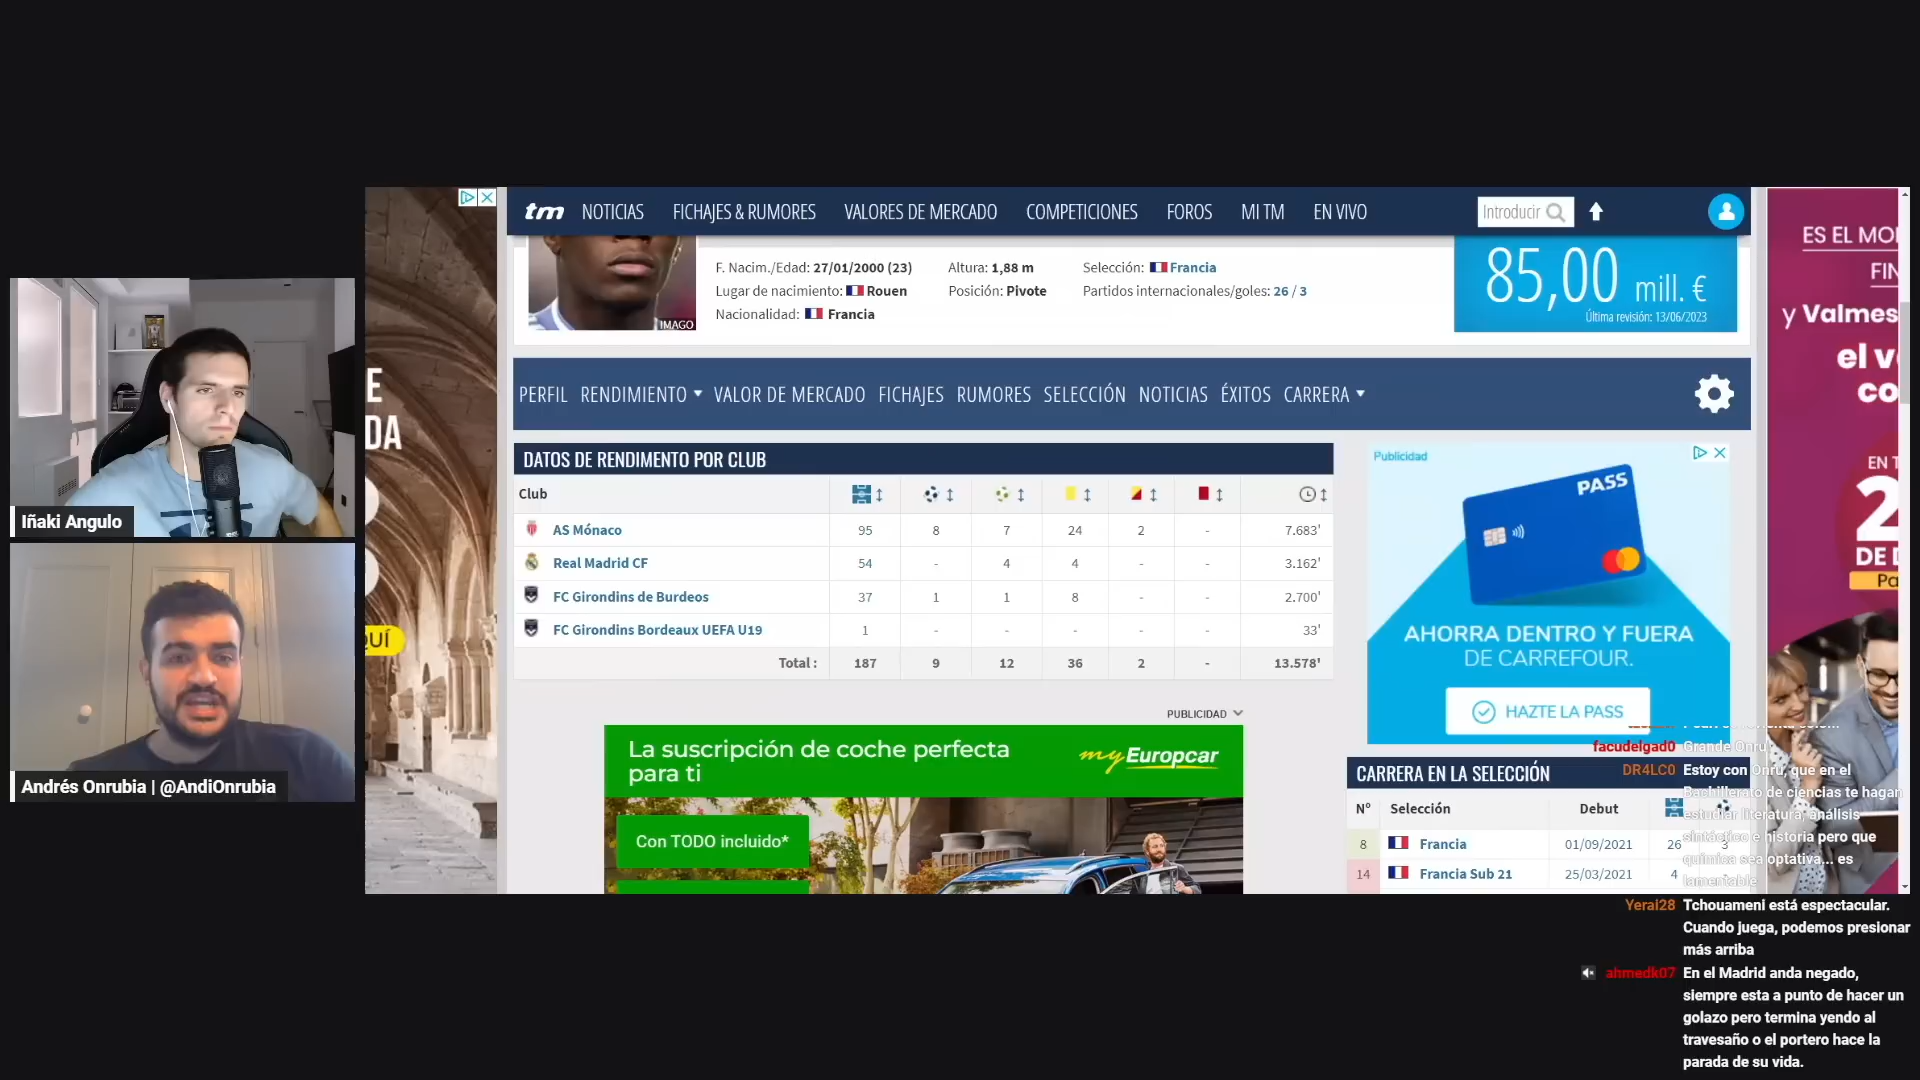 tm NOTICIAS FICHAJES & RUMORES VALORES DE MERCADO COMPETICIONES FOROS MI TM EN VIVO Introducir
F. Nacim./Edad: 27/01/2000 (23) Altura: 1,88 m Selección: Francia
Lugar de nacimiento: Rouen Posición: Pivote Partidos internacionales/goles: 26 / 3
Nacionalidad: Francia
IMAGO
85,00 mill. €
Última revisión: 13/06/2023
PERFIL RENDIMIENTO VALOR DE MERCADO FICHAJES RUMORES SELECCIÓN NOTICIAS ÉXITOS CARRERA
DATOS DE RENDIMENTO POR CLUB
Club
AS Mónaco 95 8 7 24 2 - 7.683'
Real Madrid CF 54 - 4 4 - - 3.162'
FC Girondins de Burdeos 37 1 1 8 - - 2.700'
FC Girondins Bordeaux UEFA U19 1 - - - - - 33'
Total : 187 9 12 36 2 - 13.578'
PUBLICIDAD
La suscripción de coche perfecta
para ti
myEuropcar
Con TODO incluido*
Publicidad
PASS
AHORRA DENTRO Y FUERA
DE CARREFOUR.
HAZTE LA PASS
CARRERA EN LA SELECCIÓN
N° Selección Debut
8 Francia 01/09/2021 26 3
14 Francia Sub 21 25/03/2021 4
ES EL MO
FIN
y Valmes
el v
co
EN T
2
DE D
Pa
E
DA
QUÍ
Iñaki Angulo
Andrés Onrubia | @AndiOnrubia
facudelgad0 Grande Onru
DR4LC0 Estoy con Onru, que en el
Bachillerato de ciencias te hagan
estudiar literatura, análisis
sintáctico e historia pero que
química sea optativa... es
lamentable
Yerai28 Tchouameni está espectacular.
Cuando juega, podemos presionar
más arriba
ahmedk07 En el Madrid anda negado,
siempre esta a punto de hacer un
golazo pero termina yendo al
travesaño o el portero hace la
parada de su vida.